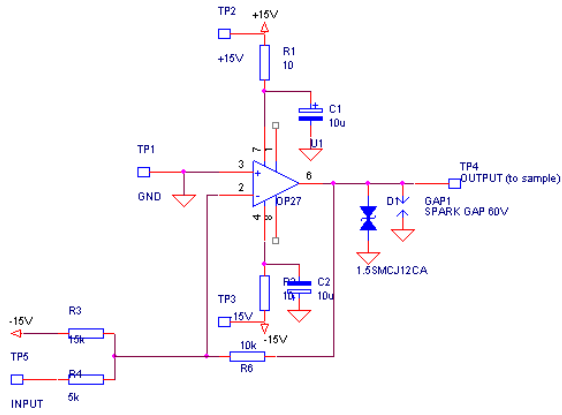 TP2
+15V
+15V
R1
10
C1
10u
U1
TP1
GND
3
2
7
1
6
4
8
+
-
OP27
TP4
OUTPUT (to sample)
D1
GAP1
SPARK GAP 60V
1.5SMCJ12CA
C2
10u
TP3
15V
-15V
-15V
R3
15k
TP5
INPUT
R4
5k
10k
R6